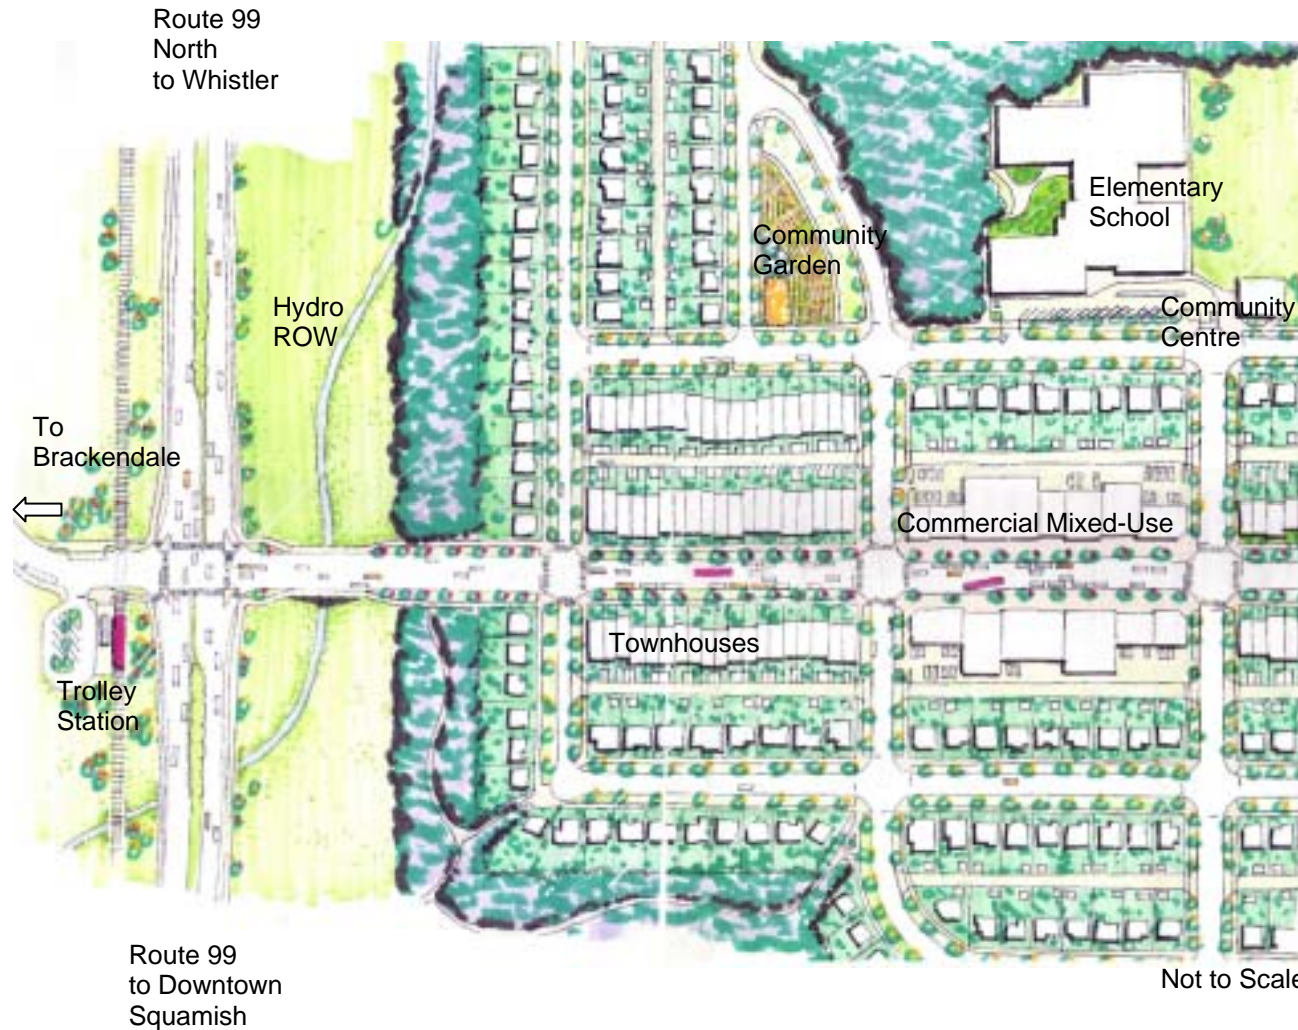 Route 99
North
to Whistler
Elementary
School
Community
Garden
Hydro
ROW
Community
Centre
To
Brackendale
Commercial Mixed-Use
Townhouses
Trolley
Station
Route 99
to Downtown
Squamish
Not to Scale